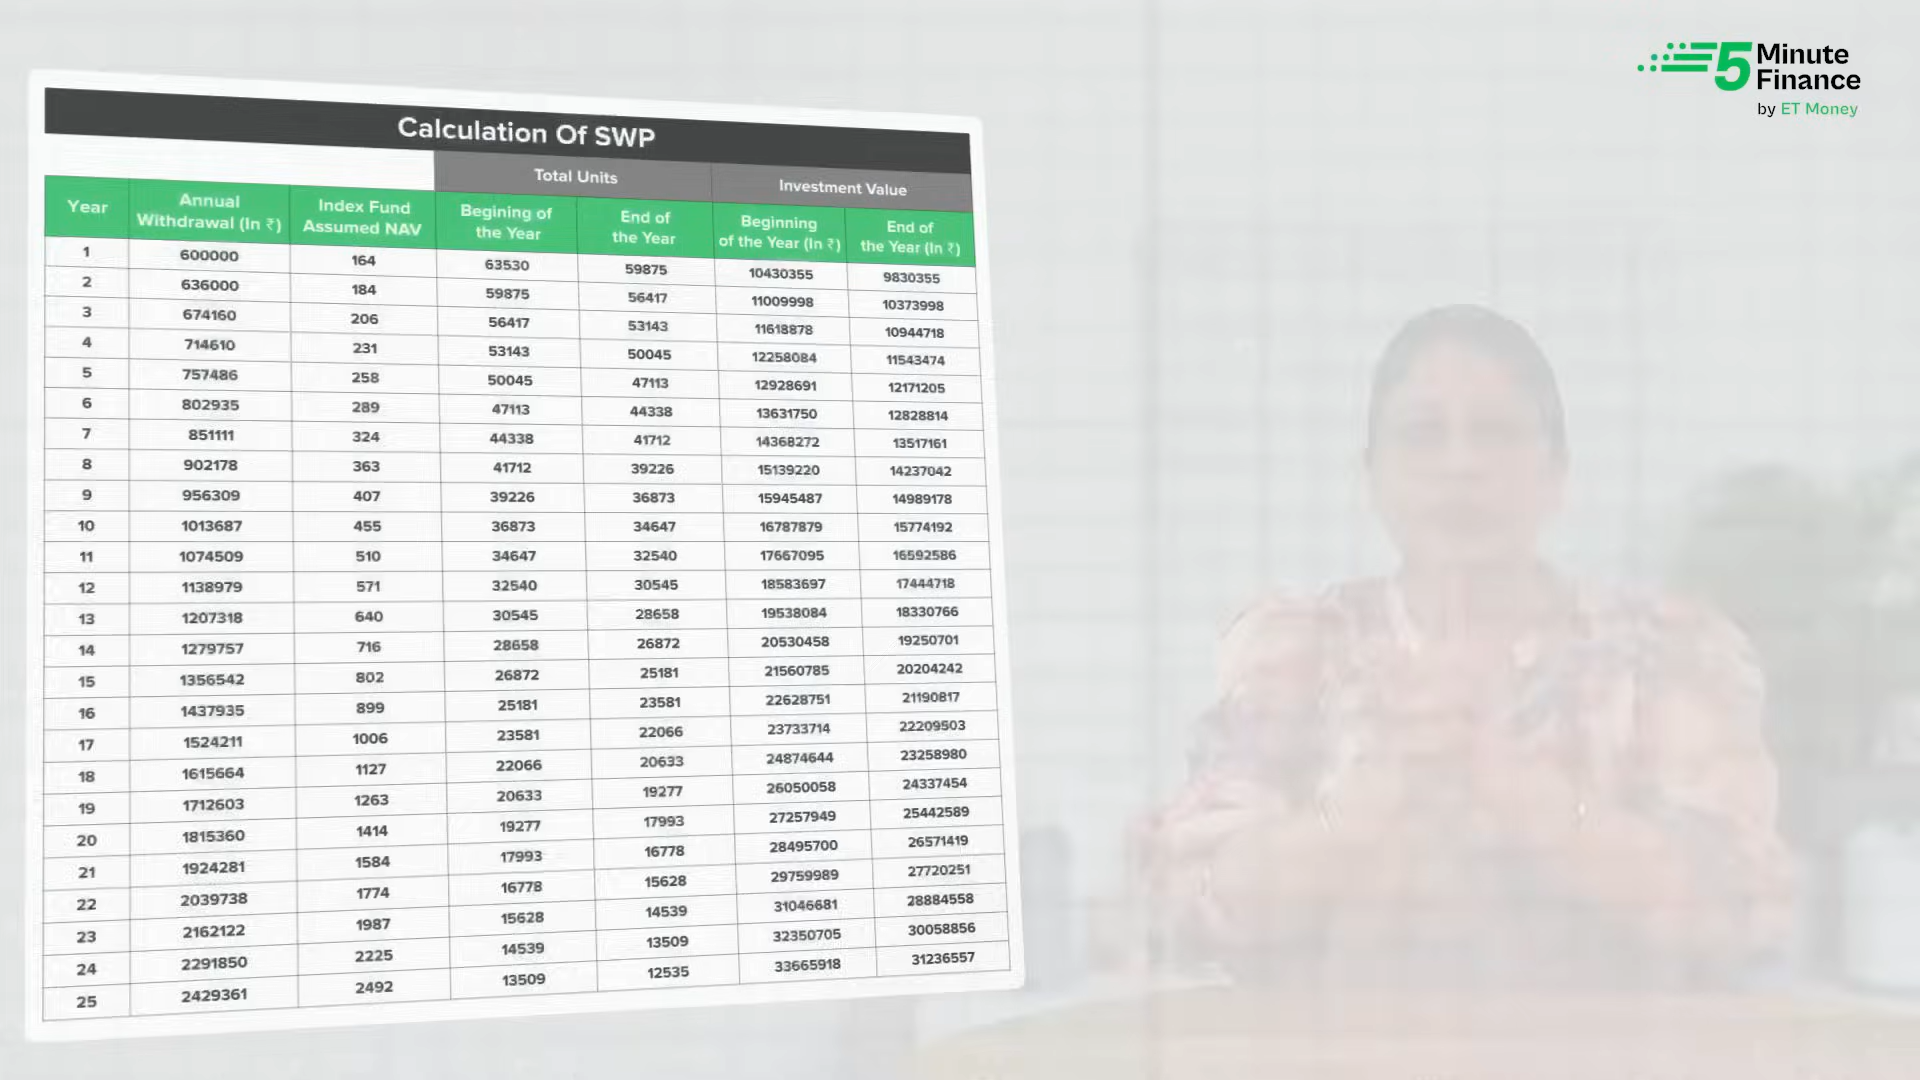 5 Minute
Finance
by ET Money
Calculation Of SWP
Total Units Investment Value
Year Annual Withdrawal (In ₹) Index Fund Assumed NAV Begining of the Year End of the Year Beginning of the Year (In ₹) End of the Year (In ₹)
1 600000 164 63530 59875 10430355 9830355
2 636000 184 59875 56417 11009998 10373998
3 674160 206 56417 53143 11618878 10944718
4 714610 231 53143 50045 12258084 11543474
5 757486 258 50045 47113 12928691 12171205
6 802935 289 47113 44338 13631750 12828814
7 851111 324 44338 41712 14368272 13517161
8 902178 363 41712 39226 15139220 14237042
9 956309 407 39226 36873 15945487 14989178
10 1013687 455 36873 34647 16787879 15774192
11 1074509 510 34647 32540 17667095 16592586
12 1138979 571 32540 30545 18583697 17444718
13 1207318 640 30545 28658 19538084 18330766
14 1279757 716 28658 26872 20530458 19250701
15 1356542 802 26872 25181 21560785 20204242
16 1437935 899 25181 23581 22628751 21190817
17 1524211 1006 23581 22066 23733714 22209503
18 1615664 1127 22066 20633 24874644 23258980
19 1712603 1263 20633 19277 26050058 24337454
20 1815360 1414 19277 17993 27257949 25442589
21 1924281 1584 17993 16778 28495700 26571419
22 2039738 1774 16778 15628 29759989 27720251
23 2162122 1987 15628 14539 31046681 28884558
24 2291850 2225 14539 13509 32350705 30058856
25 2429361 2492 13509 12535 33665918 31236557